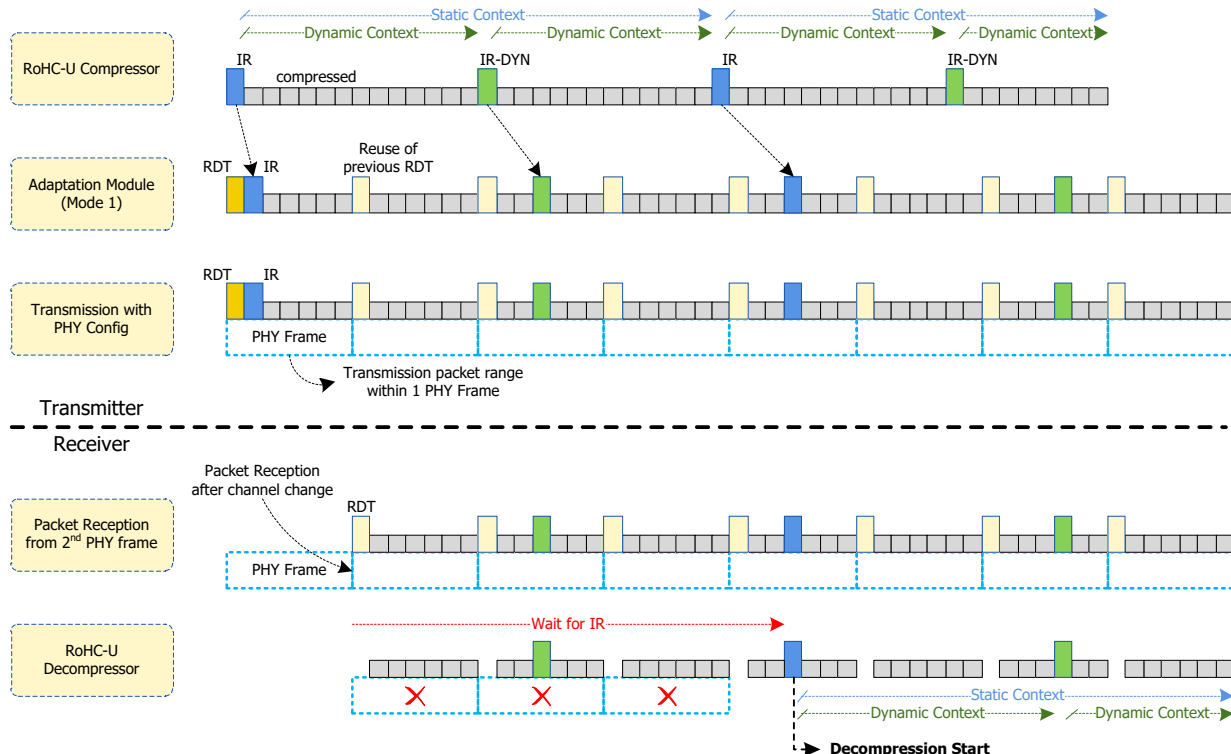 Static Context
Static Context
Dynamic Context
Dynamic Context
Dynamic Context
Dynamic Context
RoHC-U Compressor
IR
compressed
IR-DYN
IR
IR-DYN
Adaptation Module
(Mode 1)
RDT
IR
Reuse of
previous RDT
Transmission with
PHY Config
RDT
IR
PHY Frame
Transmission packet range
within 1 PHY Frame
Transmitter
Receiver
Packet Reception
after channel change
Packet Reception
from 2nd PHY frame
RDT
PHY Frame
RoHC-U
Decompressor
Wait for IR
Static Context
Dynamic Context
Dynamic Context
Decompression Start